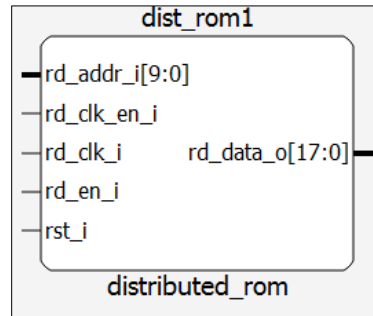 dist_rom1
rd_addr_i[9:0]
rd_clk_en_i
rd_clk_i rd_data_o[17:0]
rd_en_i
rst_i
distributed_rom